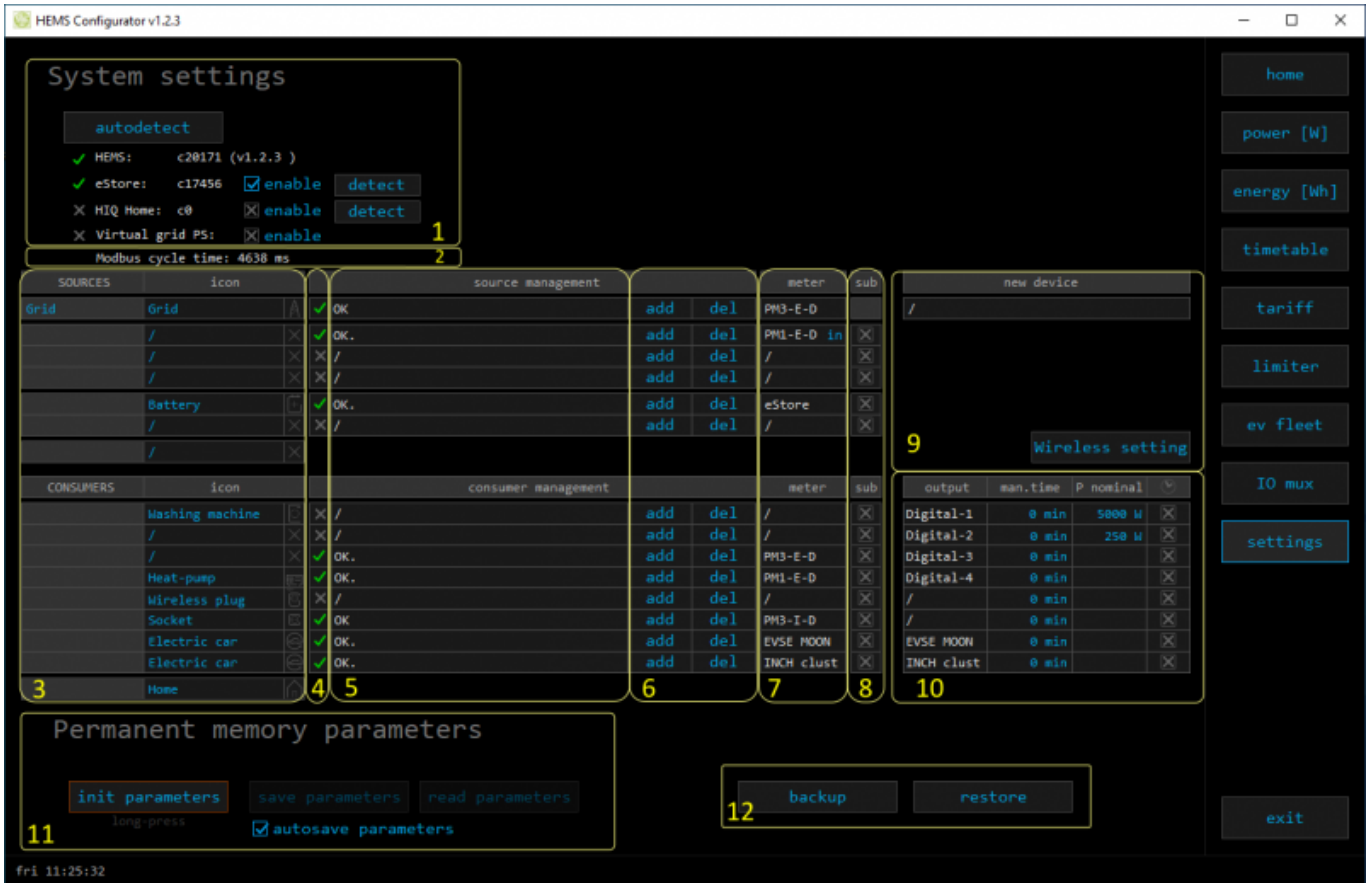 HEMS Configurator v1.2.3
System settings
home
autodetect
power [W]
HEMS: c20171 (v1.2.3 )
eStore: c17456 enable detect
energy [Wh]
HIQ Home: c0 enable detect
Virtual grid PS: enable 1
Modbus cycle time: 4638 ms 2
timetable
SOURCES icon source management meter sub new device
Grid Grid OK add del PM3-E-D /
tariff
/ OK. add del PM1-E-D in
/ / add del /
/ / add del /
limiter
Battery OK. add del eStore
/ / add del /
ev fleet
/ 9 Wireless setting
CONSUMERS icon consumer management meter sub output man.time P nominal
IO mux
Washing machine / add del / Digital-1 0 min 5000 W
/ / add del / Digital-2 0 min 250 W
settings
/ OK. add del PM3-E-D Digital-3 0 min
Heat-pump OK. add del PM1-E-D Digital-4 0 min
Wireless plug / add del / / 0 min
Socket OK add del PM3-I-D / 0 min
Electric car OK. add del EVSE MOON EVSE MOON 0 min
Electric car OK. add del INCH clust INCH clust 0 min
3 Home 4 5 6 7 8 10
Permanent memory parameters
init parameters save parameters read parameters
long-press
autosave parameters
11
backup restore
12
exit
fri 11:25:32